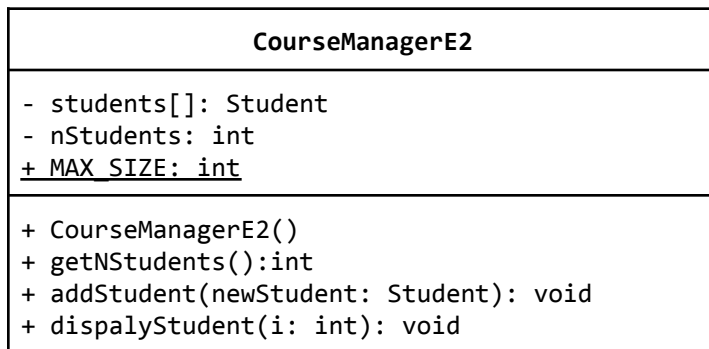 CourseManagerE2
- students[]: Student
- nStudents: int
+ MAX_SIZE: int
+ CourseManagerE2()
+ getNStudents():int
+ addStudent(newStudent: Student): void
+ dispalyStudent(i: int): void